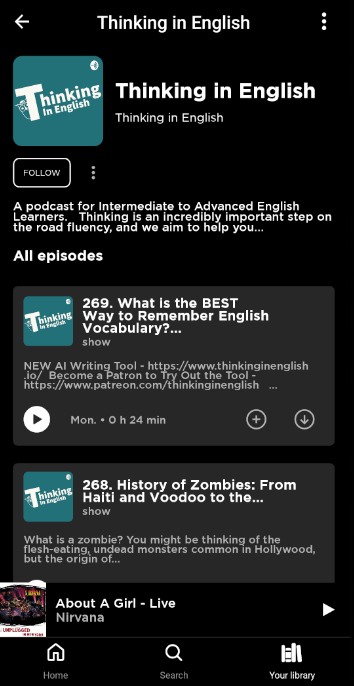 Thinking in English
Thinking
In English
Thinking in English
Thinking in English
FOLLOW
A podcast for Intermediate to Advanced English
Learners.   Thinking is an incredibly important step on
the road fluency, and we aim to help you...
All episodes
Thinking
In English
269. What is the BEST
Way to Remember English
Vocabulary?...
show
NEW AI Writing Tool - https://www.thinkinginenglish
.io/  Become a Patron to Try Out the Tool -
https://www.patreon.com/thinkinginenglish   ...
Mon. • 0 h 24 min
Thinking
In English
268. History of Zombies: From
Haiti and Voodoo to the...
show
What is a zombie? You might be thinking of the
flesh-eating, undead monsters common in Hollywood,
but the origin of...
UNPLUGGED
About A Girl - Live
Nirvana
Home
Search
Your library